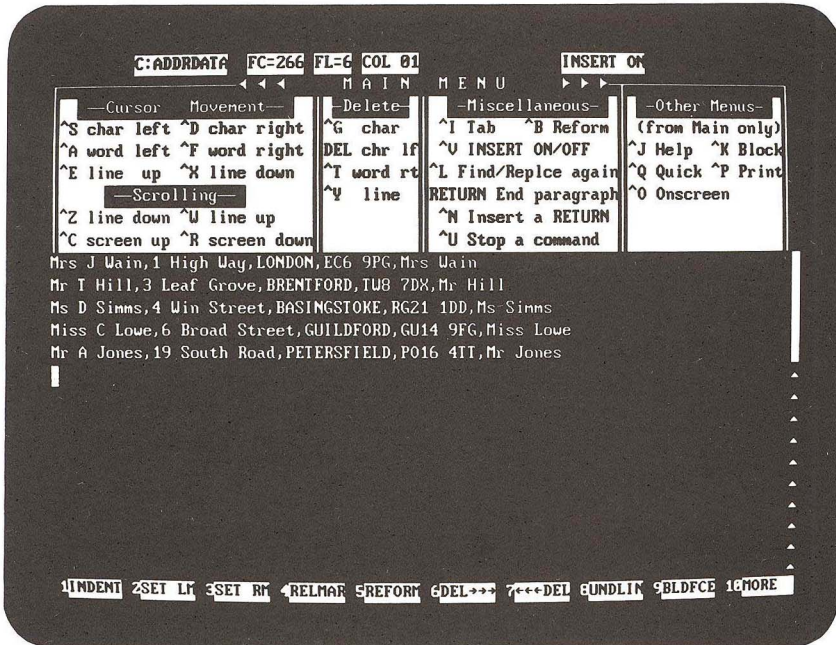 C:ADDRDATA FC=266 FL=6 COL 01 INSERT ON
M A I N M E N U
—Cursor Movement— —Delete— —Miscellaneous— —Other Menus—
^S char left ^D char right ^G char ^I Tab ^B Reform (from Main only)
^A word left ^F word right DEL chr lf ^V INSERT ON/OFF ^J Help ^K Block
^E line up ^X line down ^T word rt ^L Find/Replce again ^Q Quick ^P Print
—Scrolling— ^Y line RETURN End paragraph ^O Onscreen
^Z line down ^W line up ^N Insert a RETURN
^C screen up ^R screen down ^U Stop a command
Mrs J Wain,1 High Way,LONDON,EC6 9PG,Mrs Wain
Mr T Hill,3 Leaf Grove,BRENTFORD,TW8 7DX,Mr Hill
Ms D Simms,4 Win Street,BASINGSTOKE,RG21 1DD,Ms Simms
Miss C Lowe,6 Broad Street,GUILDFORD,GU14 9FG,Miss Lowe
Mr A Jones,19 South Road,PETERSFIELD,PO16 4TT,Mr Jones
1INDENT 2SET LM 3SET RM 4RELMAR 5REFORM 6DEL→→→ 7←←←DEL 8UNDLIN 9BLDFCE 10MORE